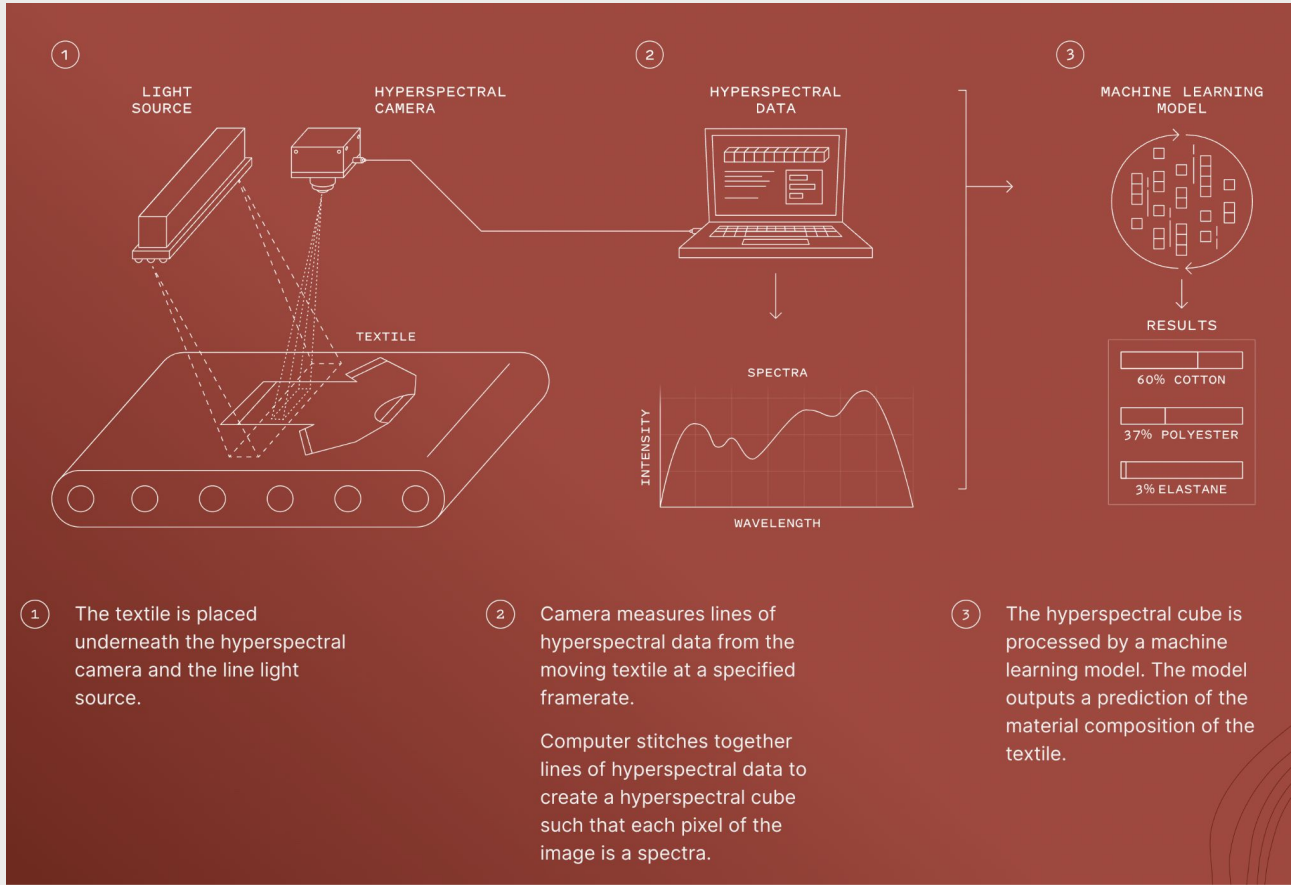 1
LIGHT
SOURCE
HYPERSPECTRAL
CAMERA
TEXTILE
2
HYPERSPECTRAL
DATA
SPECTRA
INTENSITY
WAVELENGTH
3
MACHINE LEARNING
MODEL
RESULTS
60% COTTON
37% POLYESTER
3% ELASTANE
1
The textile is placed
underneath the hyperspectral
camera and the line light
source.
2
Camera measures lines of
hyperspectral data from the
moving textile at a specified
framerate.
Computer stitches together
lines of hyperspectral data to
create a hyperspectral cube
such that each pixel of the
image is a spectra.
3
The hyperspectral cube is
processed by a machine
learning model. The model
outputs a prediction of the
material composition of the
textile.